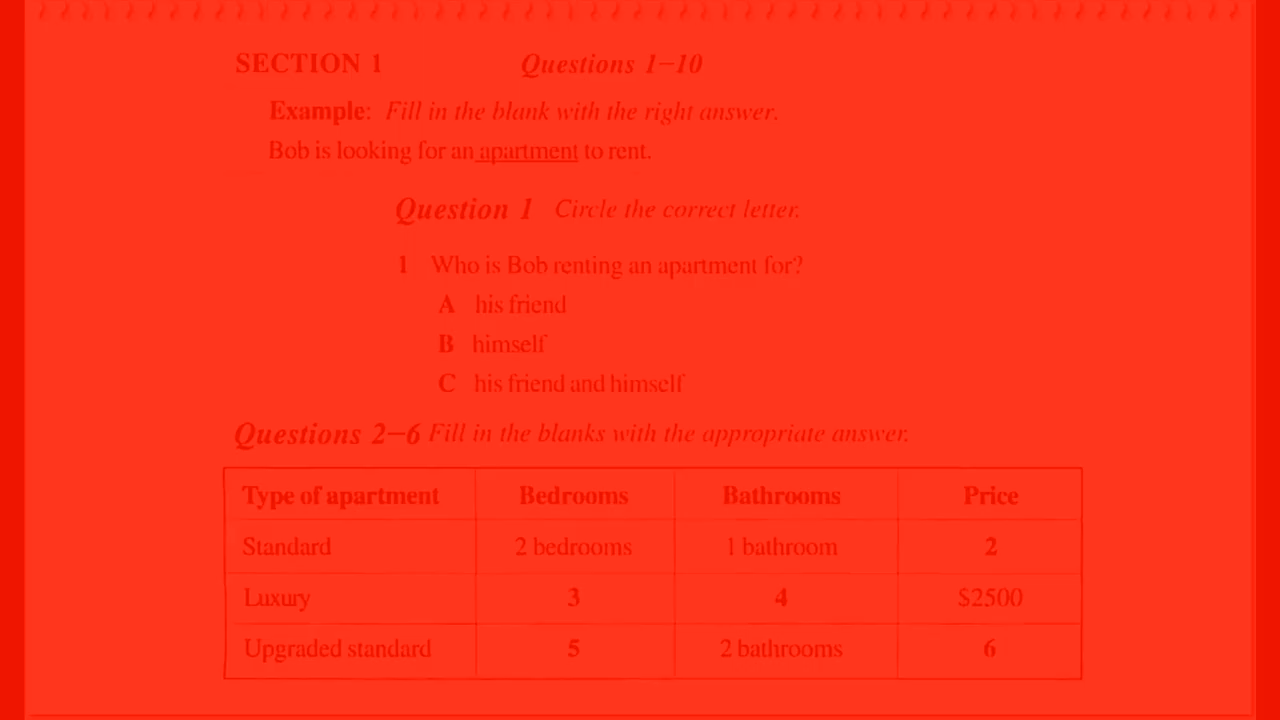 SECTION 1 Questions 1–10
Example: Fill in the blank with the right answer.
Bob is looking for an apartment to rent.
Question 1 Circle the correct letter.
1 Who is Bob renting an apartment for?
A his friend
B himself
C his friend and himself
Questions 2–6 Fill in the blanks with the appropriate answer.
Type of apartment Bedrooms Bathrooms Price
Standard 2 bedrooms 1 bathroom 2
Luxury 3 4 $2500
Upgraded standard 5 2 bathrooms 6